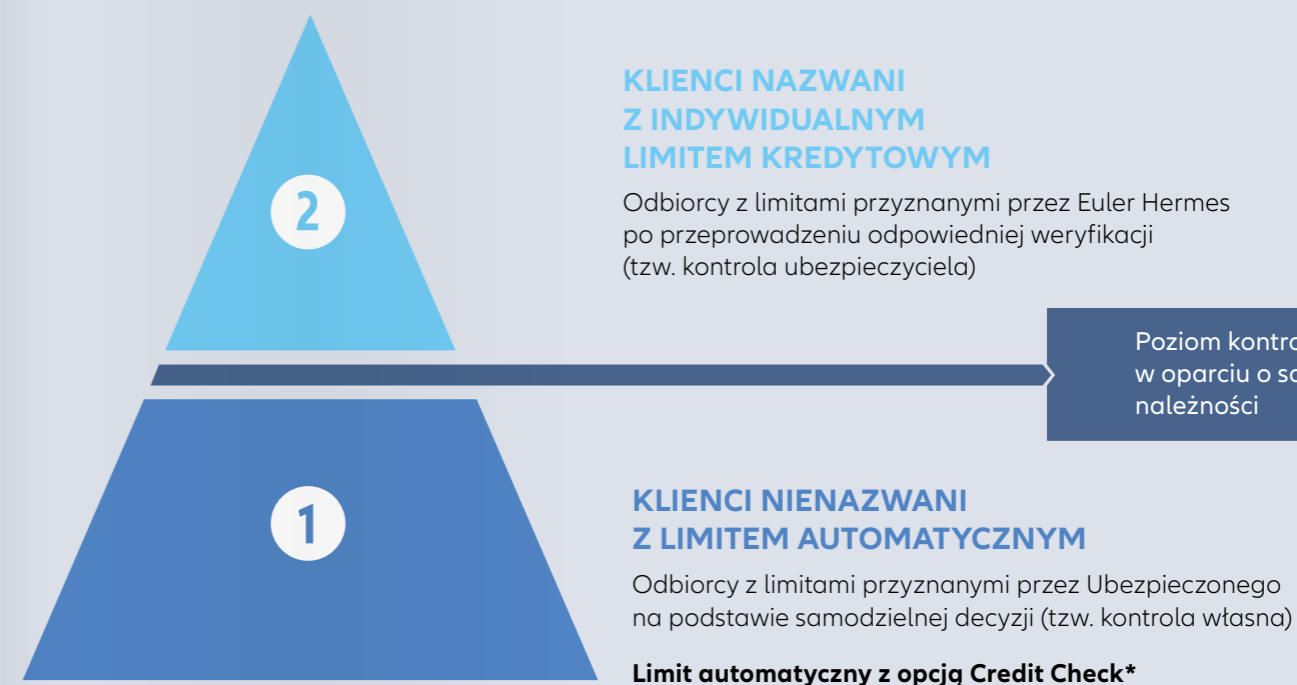 2
KLIENCI NAZWANI
Z INDYWIDUALNYM
LIMITEM KREDYTOWYM
Odbiorcy z limitami przyznanymi przez Euler Hermes
po przeprowadzeniu odpowiedniej weryfikacji
(tzw. kontrola ubezpieczyciela)
Poziom
w oparciu o
należności
1
KLIENCI NIENAZWANI
Z LIMITEM AUTOMATYCZNYM
Odbiorcy z limitami przyznanymi przez Ubezpieczonego
na podstawie samodzielnej decyzji (tzw. kontrola własna)
Limit automatyczny z opcją Credit Check*